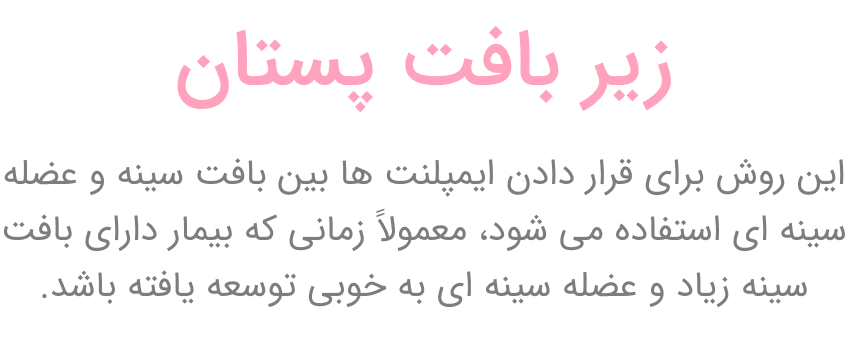 زیر بافت پستان
این روش برای قرار دادن ایمپلنت ها بین بافت سینه و عضله
سینه ای استفاده می شود، معمولاً زمانی که بیمار دارای بافت
سینه زیاد و عضله سینه ای به خوبی توسعه یافته باشد.